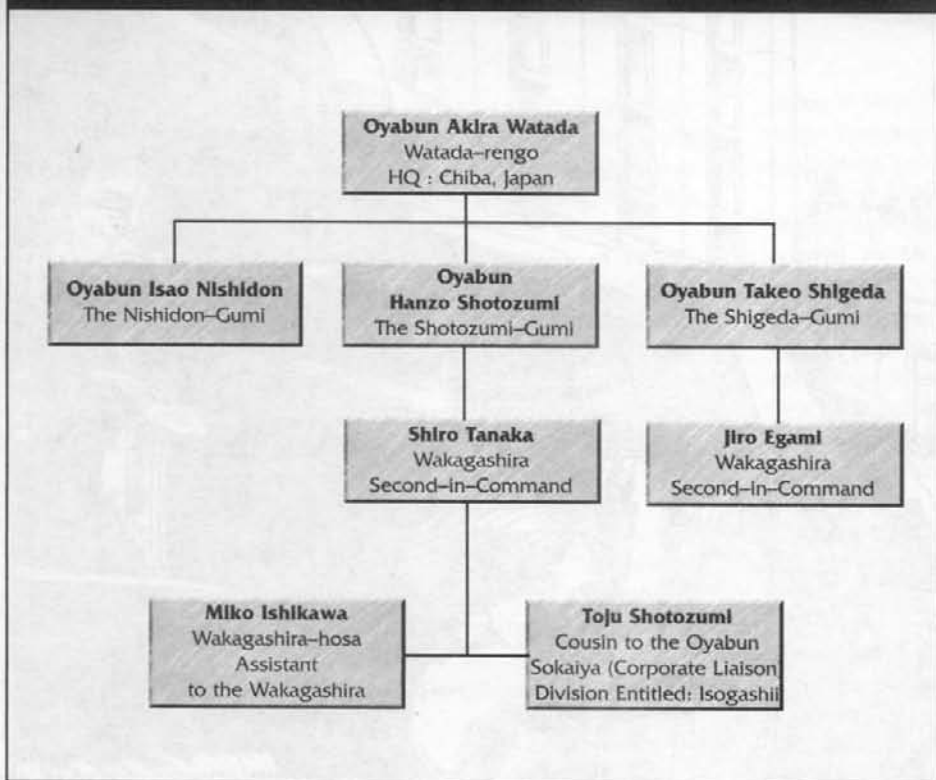 Oyabun Akira Watada
Watada–rengo
HQ : Chiba, Japan
Oyabun Isao Nishidon
The Nishidon–Gumi
Oyabun
Hanzo Shotozumi
The Shotozumi–Gumi
Oyabun Takeo Shigeda
The Shigeda–Gumi
Shiro Tanaka
Wakagashira
Second–in–Command
Jiro Egami
Wakagashira
Second–in–Command
Miko Ishikawa
Wakagashira–hosa
Assistant
to the Wakagashira
Toju Shotozumi
Cousin to the Oyabun
Sokaiya (Corporate Liaison
Division Entitled: Isogashii